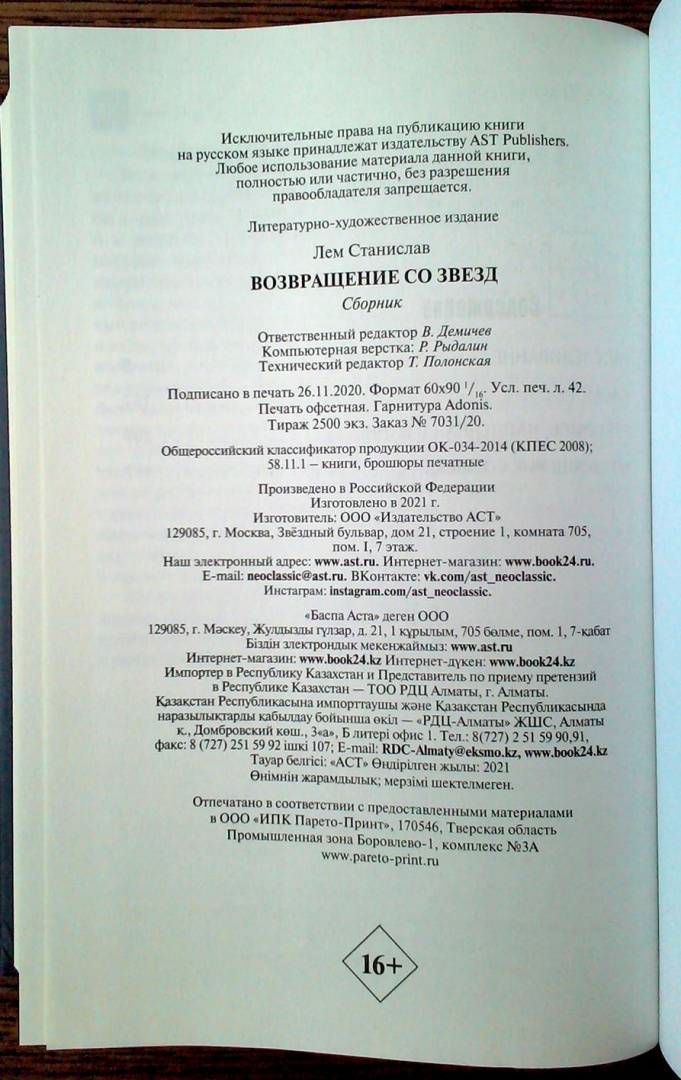 Исключительные права на публикацию книги
на русском языке принадлежат издательству AST Publishers.
Любое использование материала данной книги,
полностью или частично, без разрешения
правообладателя запрещается.
Литературно-художественное издание
Лем Станислав
ВОЗВРАЩЕНИЕ СО ЗВЕЗД
Сборник
Ответственный редактор В. Демичев
Компьютерная верстка: Р. Рыдалин
Технический редактор Т. Полонская
Подписано в печать 26.11.2020. Формат 60х90 1/16. Усл. печ. л. 42.
Печать офсетная. Гарнитура Adonis.
Тираж 2500 экз. Заказ № 7031/20.
Общероссийский классификатор продукции ОК-034-2014 (КПЕС 2008);
58.11.1 – книги, брошюры печатные
Произведено в Российской Федерации
Изготовлено в 2021 г.
Изготовитель: ООО «Издательство АСТ»
129085, г. Москва, Звёздный бульвар, дом 21, строение 1, комната 705,
пом. I, 7 этаж.
Наш электронный адрес: www.ast.ru. Интернет-магазин: www.book24.ru.
E-mail: neoclassic@ast.ru. ВКонтакте: vk.com/ast_neoclassic.
Инстаграм: instagram.com/ast_neoclassic.
«Баспа Аста» деген ООО
129085, г. Мәскеу, Жулдызды гүлзар, д. 21, 1 құрылым, 705 бөлме, пом. 1, 7-қабат
Біздін злектрондык мекенжаймыз: www.ast.ru
Интернет-магазин: www.book24.kz Интернет-дүкен: www.book24.kz
Импортер в Республику Казахстан и Представитель по приему претензий
в Республике Казахстан — ТОО РДЦ Алматы, г. Алматы.
Қазақстан Республикасына импорттаушы және Қазақстан Республикасында
наразылықтарды қабылдау бойынша өкіл — «РДЦ-Алматы» ЖШС, Алматы
к., Домбровский көш., 3«а», Б литері офис 1. Тел.: 8(727) 2 51 59 90,91,
факс: 8 (727) 251 59 92 ішкі 107; E-mail: RDC-Almaty@eksmo.kz, www.book24.kz
Тауар белгісі: «АСТ» Өндірілген жылы: 2021
Өнімнін жарамдылык; мерзімі шектелмеген.
Отпечатано в соответствии с предоставленными материалами
в ООО «ИПК Парето-Принт», 170546, Тверская область
Промышленная зона Боровлево-1, комплекс №3А
www.pareto-print.ru
16+